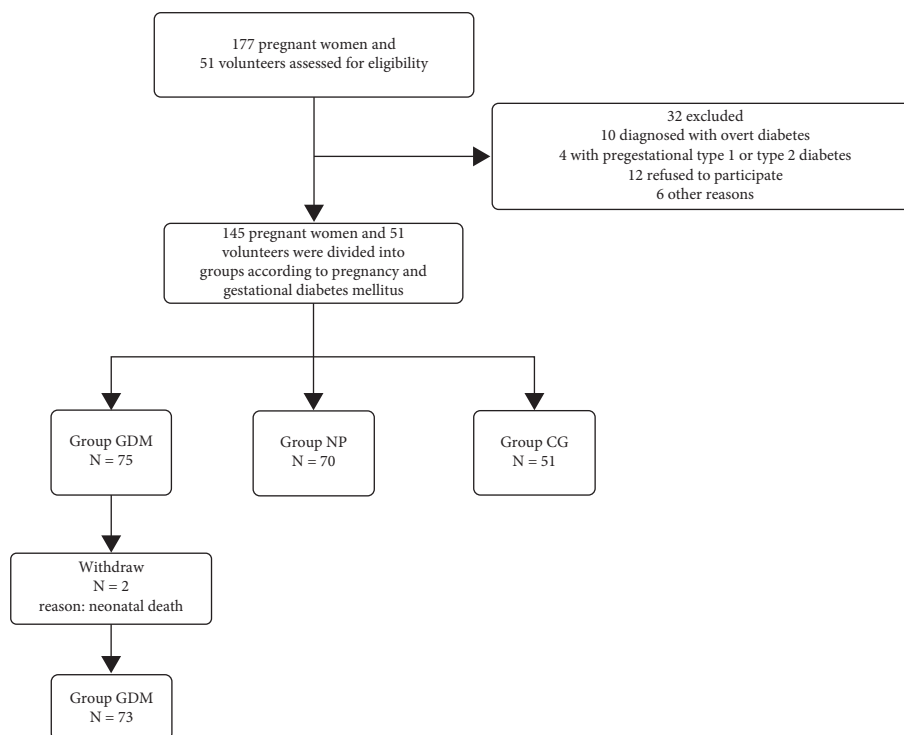 177 pregnant women and
51 volunteers assessed for eligibility
32 excluded
10 diagnosed with overt diabetes
4 with pregestational type 1 or type 2 diabetes
12 refused to participate
6 other reasons
145 pregnant women and 51
volunteers were divided into
groups according to pregnancy and
gestational diabetes mellitus
Group GDM
N = 75
Group NP
N = 70
Group CG
N = 51
Withdraw
N = 2
reason: neonatal death
Group GDM
N = 73